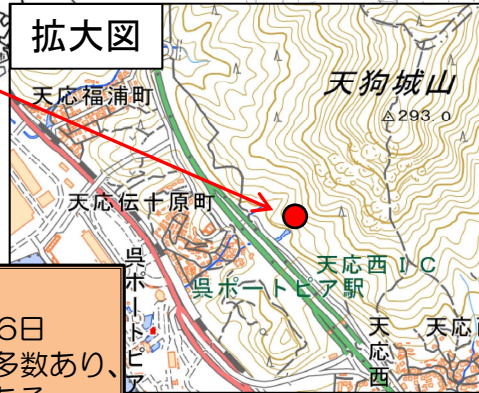 拡大図
天狗城山
天応福浦町
293.0
天応伝十原町
天応西IC
呉ポートピア駅
呉ポートピア
天応西
天応西
6日
多数あり、